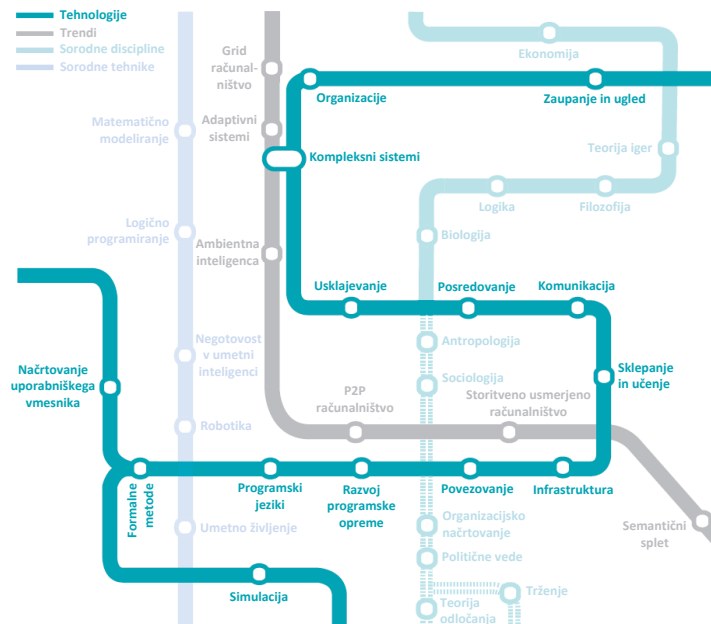 Tehnologije
Trendi
Sorodne discipline
Sorodne tehnike
Grid
račual-
ništvo
Ekonomija
Organizacije
Zaupanje in ugled
Matematično
modeliranje
Adaptivni
sistemi
Kompleksni sistemi
Teorija iger
Logika
Filozofija
Logično
programiranje
Ambientna
inteligenca
Biologija
Usklajevanje
Posredovanje
Komunikacija
Negotovost
v umetni
inteligenci
Antropologija
Načrtovanje
uporabniškega
vmesnika
Sociologija
Sklepanje
in učenje
P2P
računalništvo
Storitveno usmerjeno
računalništvo
Robotika
Formalne
metode
Programski
jeziki
Razvoj
programske
opreme
Povezovanje
Infrastruktura
Umetno življenje
Organizacijsko
načrtovanje
Semantični
splet
Politične vede
Simulacija
Teorija
odločanja
Trženje